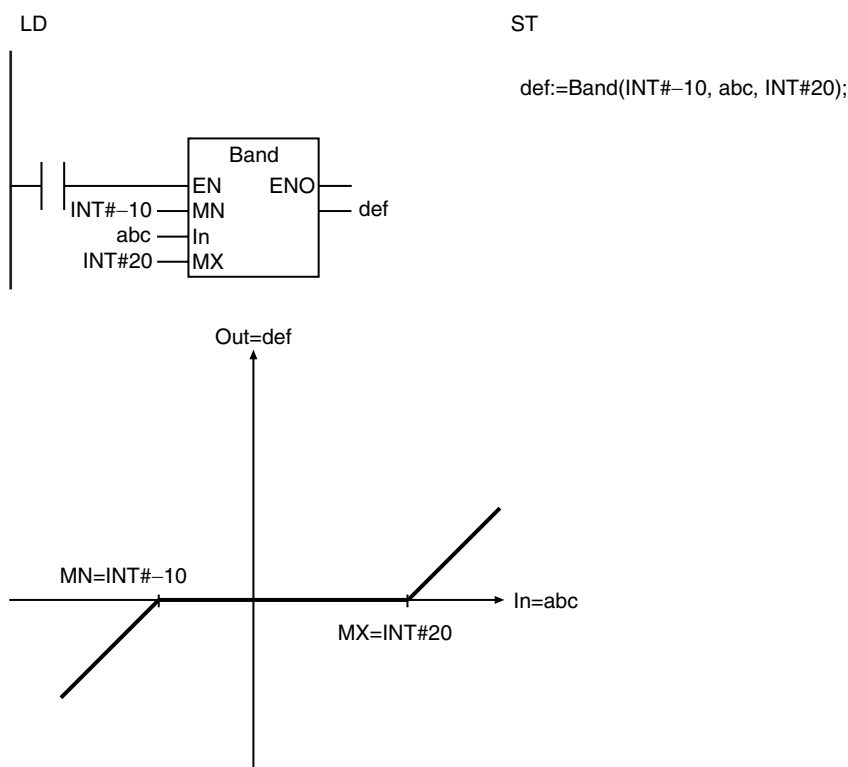 LD
ST
def:=Band(INT#−10, abc, INT#20);
Band
EN ENO
INT#−10 MN def
abc In
INT#20 MX
Out=def
MN=INT#−10
In=abc
MX=INT#20